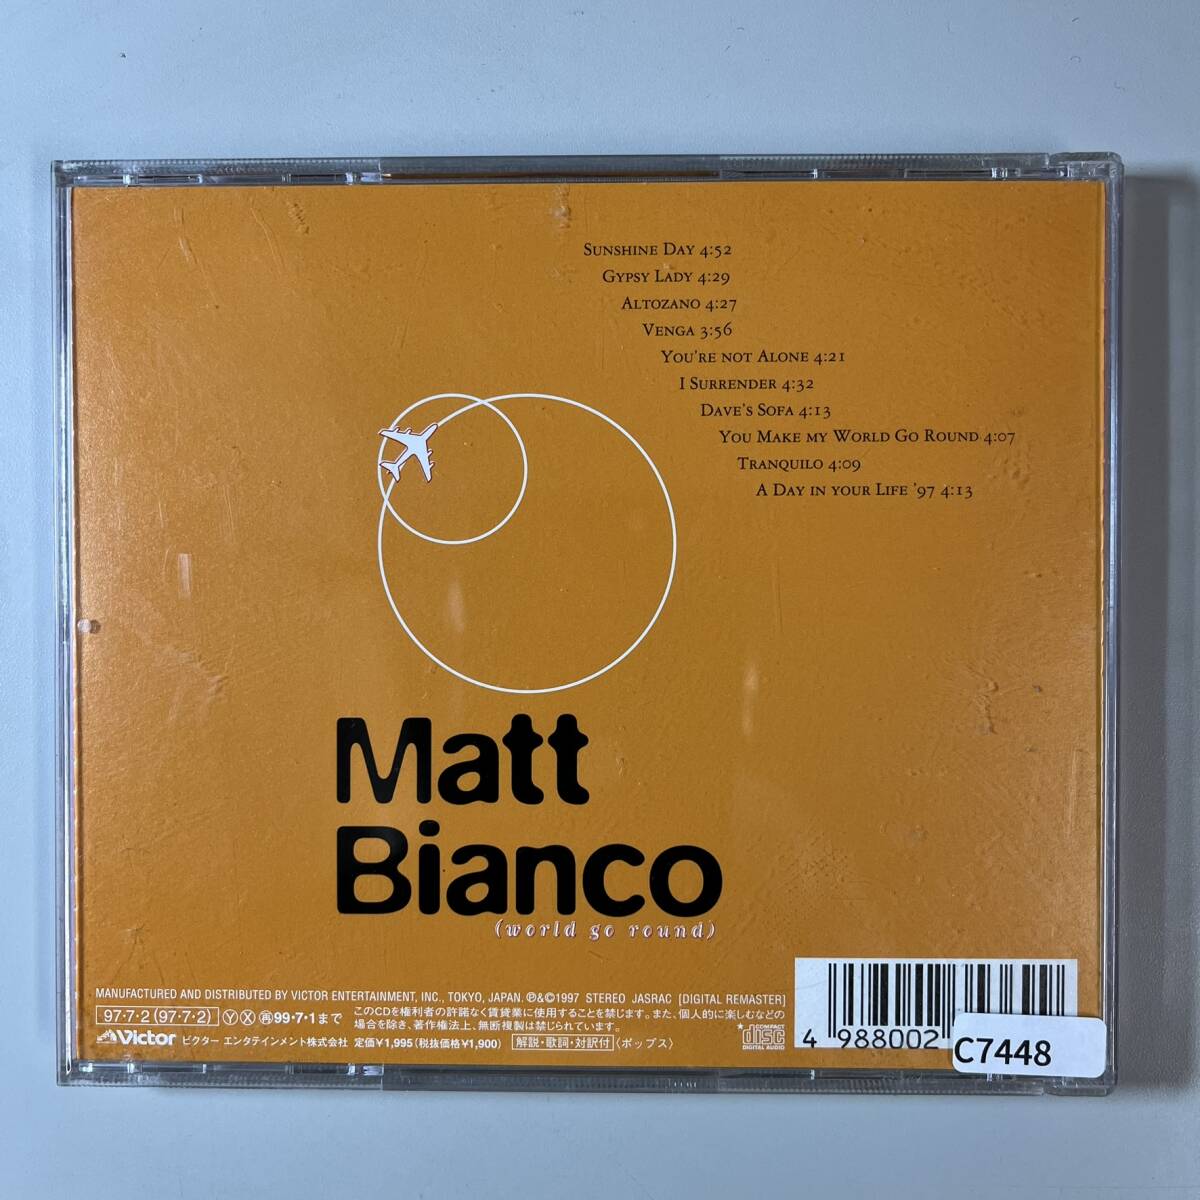 SUNSHINE DAY 4:52
GYPSY LADY 4:29
ALTOZANO 4:27
VENGA 3:56
YOU'RE NOT ALONE 4:21
I SURRENDER 4:32
DAVE'S SOFA 4:13
YOU MAKE MY WORLD GO ROUND 4:07
TRANQUILO 4:09
A DAY IN YOUR LIFE '97 4:13
Matt
Bianco
(world go round)
MANUFACTURED AND DISTRIBUTED BY VICTOR ENTERTAINMENT, INC., TOKYO, JAPAN. ℗&©1997 STEREO JASRAC [DIGITAL REMASTER]
97・7・2 (97・7・2) Ⓨ Ⓧ ㊢99・7・1まで
このCDを権利者の許諾なく賃貸業に使用することを禁じます。また、個人的に楽しむなどの
場合を除き、著作権法上、無断複製は禁じられています。
Victor ビクター エンタテインメント株式会社 定価¥1,995(税抜価格¥1,900) 解説・歌詞・対訳付 〈ポップス〉
COMPACT
disc
DIGITAL AUDIO
4 988002
C7448